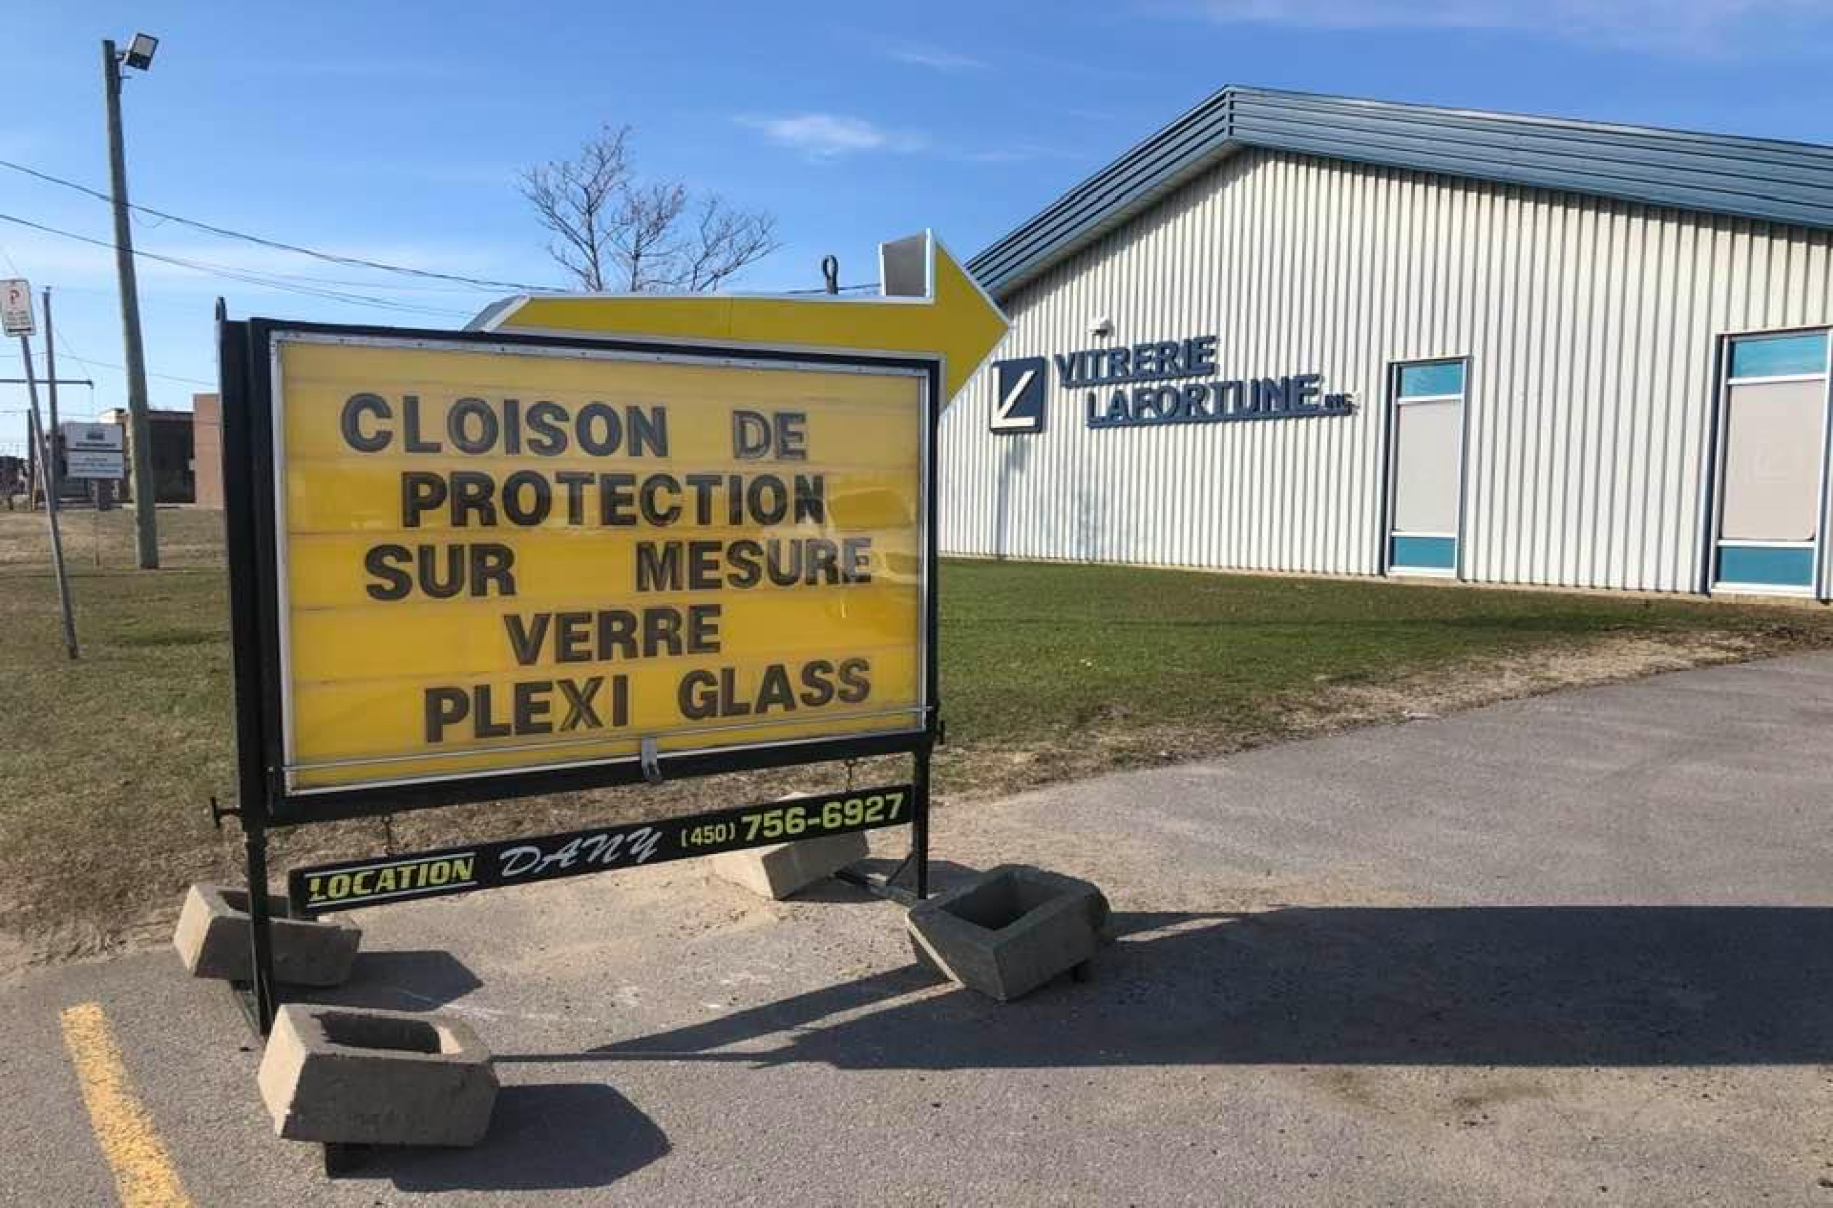 CLOISON DE
PROTECTION
SUR MESURE
VERRE
PLEXI GLASS
LOCATION DANY (450) 756-6927
VITRERIE
LAFORTUNE INC
P